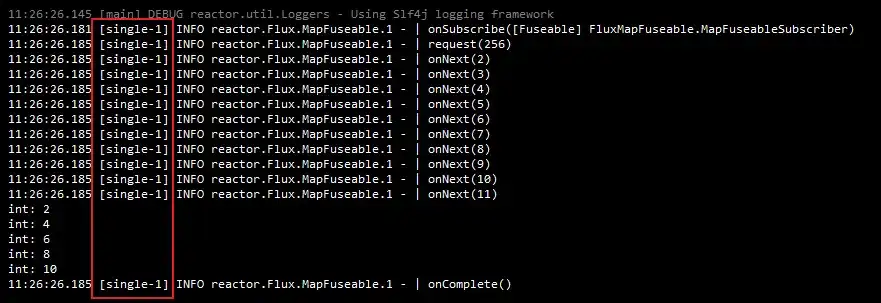 11:26:26.145 [main] DEBUG reactor.util.Loggers - Using Slf4j logging framework
11:26:26.181 [single-1] INFO reactor.Flux.MapFuseable.1 - | onSubscribe([Fuseable] FluxMapFuseable.MapFuseableSubscriber)
11:26:26.185 [single-1] INFO reactor.Flux.MapFuseable.1 - | request(256)
11:26:26.185 [single-1] INFO reactor.Flux.MapFuseable.1 - | onNext(2)
11:26:26.185 [single-1] INFO reactor.Flux.MapFuseable.1 - | onNext(3)
11:26:26.185 [single-1] INFO reactor.Flux.MapFuseable.1 - | onNext(4)
11:26:26.185 [single-1] INFO reactor.Flux.MapFuseable.1 - | onNext(5)
11:26:26.185 [single-1] INFO reactor.Flux.MapFuseable.1 - | onNext(6)
11:26:26.185 [single-1] INFO reactor.Flux.MapFuseable.1 - | onNext(7)
11:26:26.185 [single-1] INFO reactor.Flux.MapFuseable.1 - | onNext(8)
11:26:26.185 [single-1] INFO reactor.Flux.MapFuseable.1 - | onNext(9)
11:26:26.185 [single-1] INFO reactor.Flux.MapFuseable.1 - | onNext(10)
11:26:26.185 [single-1] INFO reactor.Flux.MapFuseable.1 - | onNext(11)
int: 2
int: 4
int: 6
int: 8
int: 10
11:26:26.185 [single-1] INFO reactor.Flux.MapFuseable.1 - | onComplete()